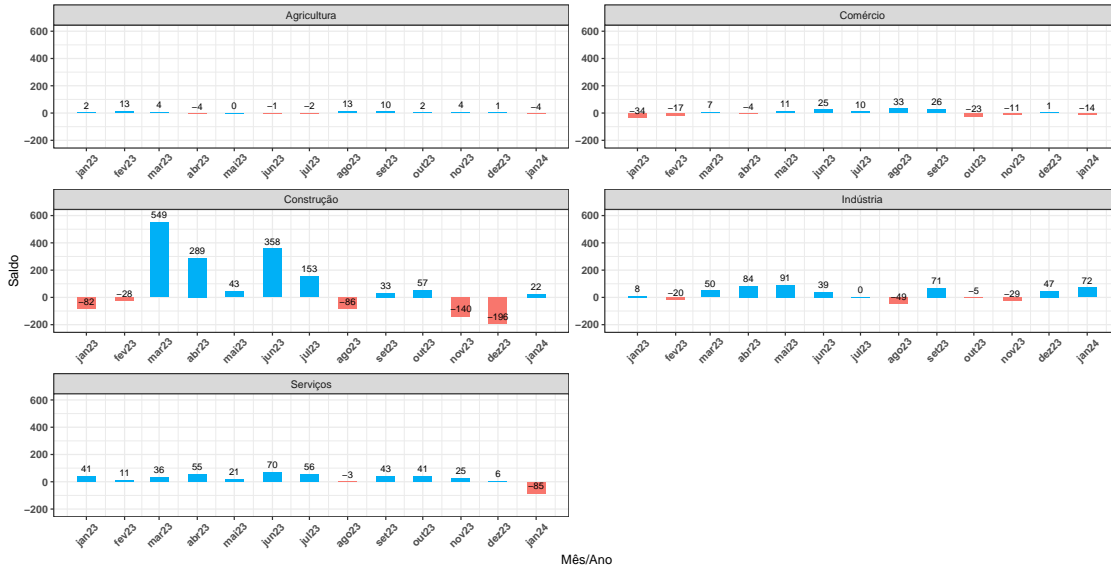 Agricultura
600
400
200
0
−200
2 13 4 −4 0 −1 −2 13 10 2 4 1 −4
jan23 fev23 mar23 abr23 mai23 jun23 jul23 ago23 set23 out23 nov23 dez23 jan24
Comércio
600
400
200
0
−200
−34 −17 7 −4 11 25 10 33 26 −23 −11 1 −14
jan23 fev23 mar23 abr23 mai23 jun23 jul23 ago23 set23 out23 nov23 dez23 jan24
Saldo
Construção
600
400
200
0
−200
−82 −28 549 289 43 358 153 −86 33 57 −140 −196 22
jan23 fev23 mar23 abr23 mai23 jun23 jul23 ago23 set23 out23 nov23 dez23 jan24
Indústria
600
400
200
0
−200
8 −20 50 84 91 39 0 −49 71 −5 −29 47 72
jan23 fev23 mar23 abr23 mai23 jun23 jul23 ago23 set23 out23 nov23 dez23 jan24
Serviços
600
400
200
0
−200
41 11 36 55 21 70 56 −3 43 41 25 6 −85
jan23 fev23 mar23 abr23 mai23 jun23 jul23 ago23 set23 out23 nov23 dez23 jan24
Mês/Ano